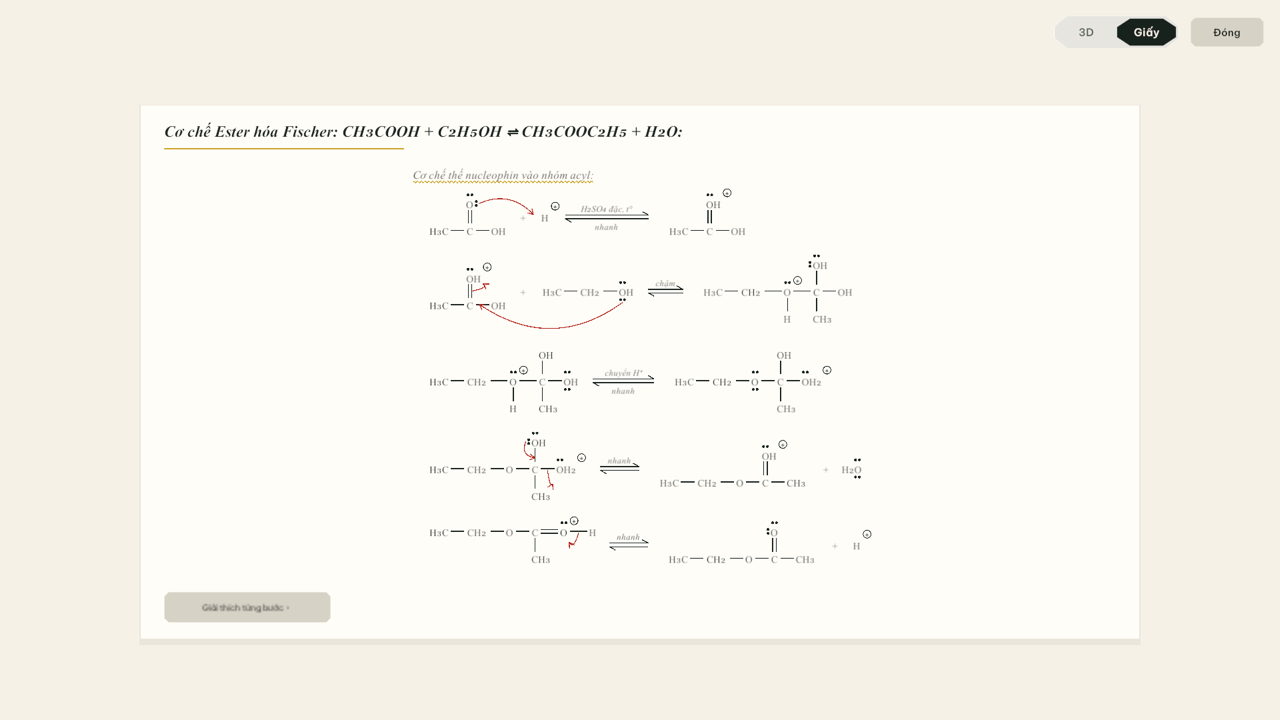 3D Giấy Đóng
Cơ chế Ester hóa Fischer: CH3COOH + C2H5OH ⇌ CH3COOC2H5 + H2O:
Cơ chế thế nucleophin vào nhóm acyl:
O + H + H2SO4 đặc, t° OH +
H3C C OH nhanh H3C C OH
OH + OH
H3C C OH + H3C CH2 OH chậm H3C CH2 O + C OH
H CH3
OH OH
H3C CH2 O + C OH chuyển H⁺ H3C CH2 O C OH2 +
H CH3 nhanh CH3
OH OH +
H3C CH2 O C OH2 + nhanh H3C CH2 O C CH3 + H2O
CH3
H3C CH2 O C O + H nhanh O + H +
CH3 H3C CH2 O C CH3
Giải thích từng bước